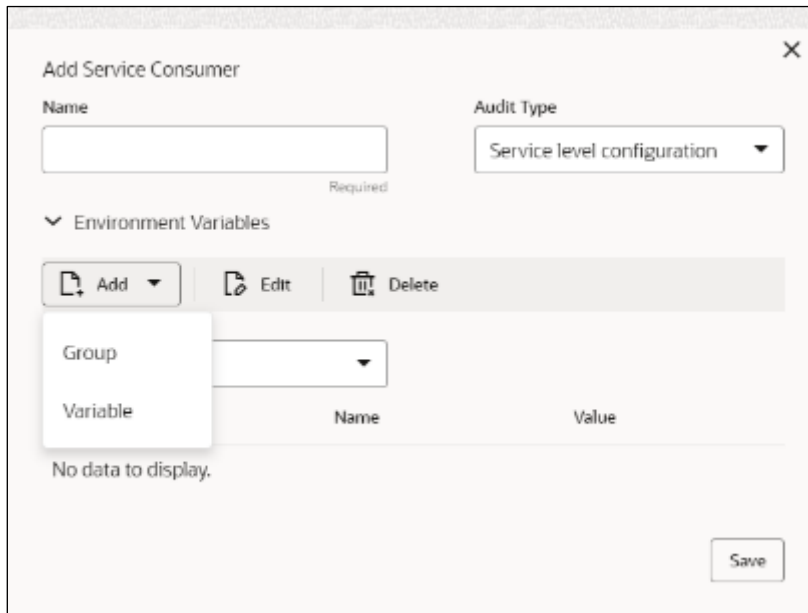 Add Service Consumer
Name Audit Type
Service level configuration
Required
Environment Variables
Add Edit Delete
Group
Variable Name Value
No data to display.
Save